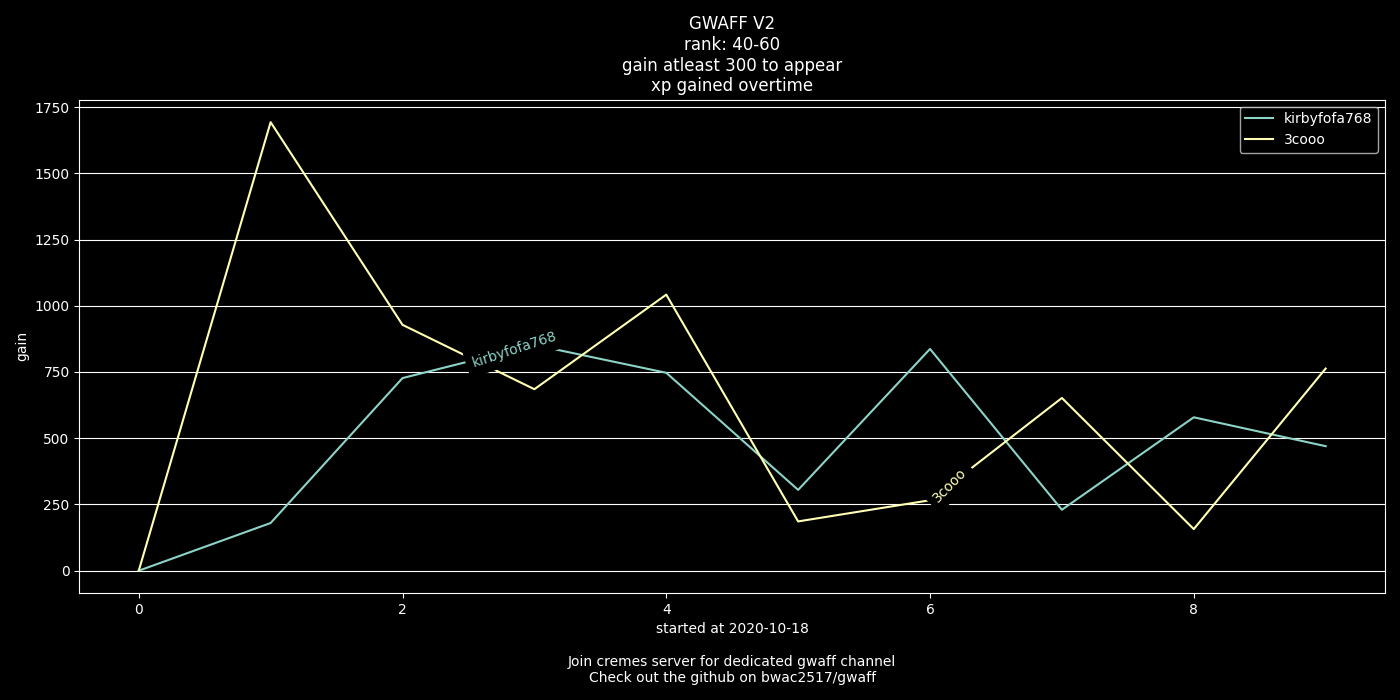 GWAFF V2
rank: 40-60
gain atleast 300 to appear
xp gained overtime
1750
1500
1250
1000
750
500
250
0
gain
kirbyfofa768
3cooo
kirbyfofa768
3cooo
0
2
4
6
8
started at 2020-10-18
Join cremes server for dedicated gwaff channel
Check out the github on bwac2517/gwaff